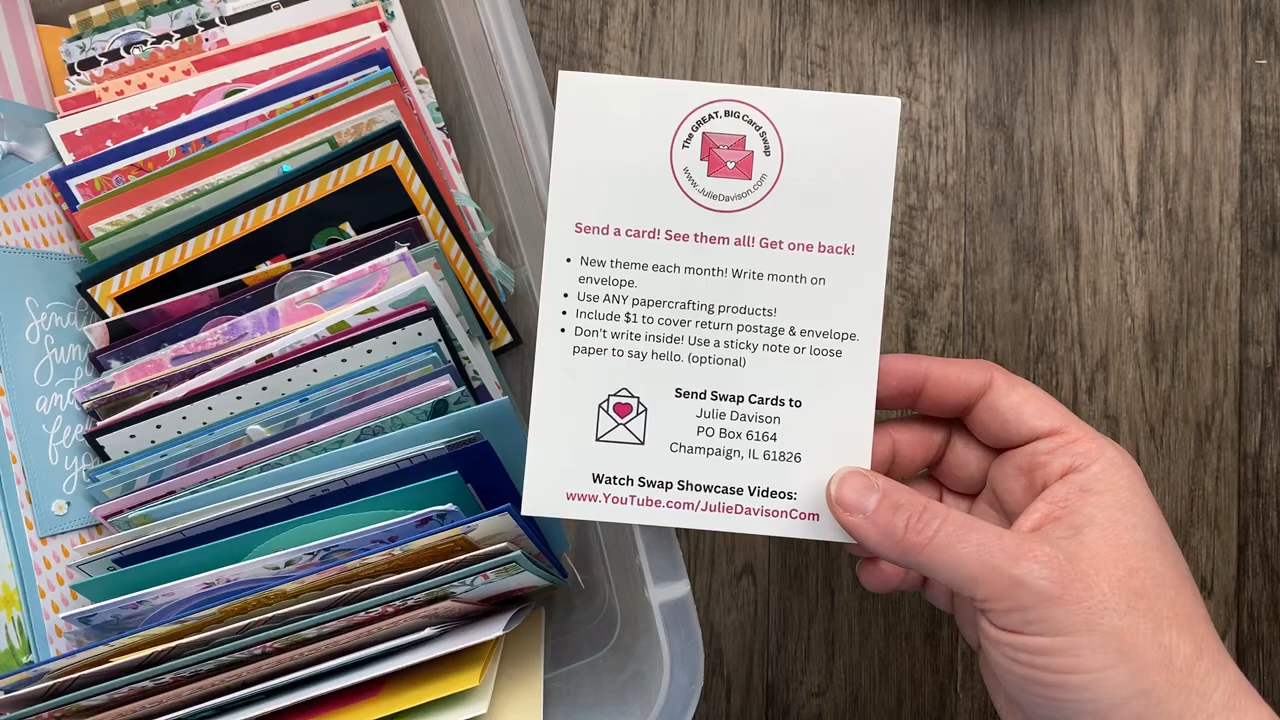 The GREAT, BIG Card Swap
www.JulieDavison.com
Send a card! See them all! Get one back!
• New theme each month! Write month on
envelope.
• Use ANY papercrafting products!
• Include $1 to cover return postage & envelope.
• Don't write inside! Use a sticky note or loose
paper to say hello. (optional)
Send Swap Cards to
Julie Davison
PO Box 6164
Champaign, IL 61826
Watch Swap Showcase Videos:
www.YouTube.com/JulieDavisonCom